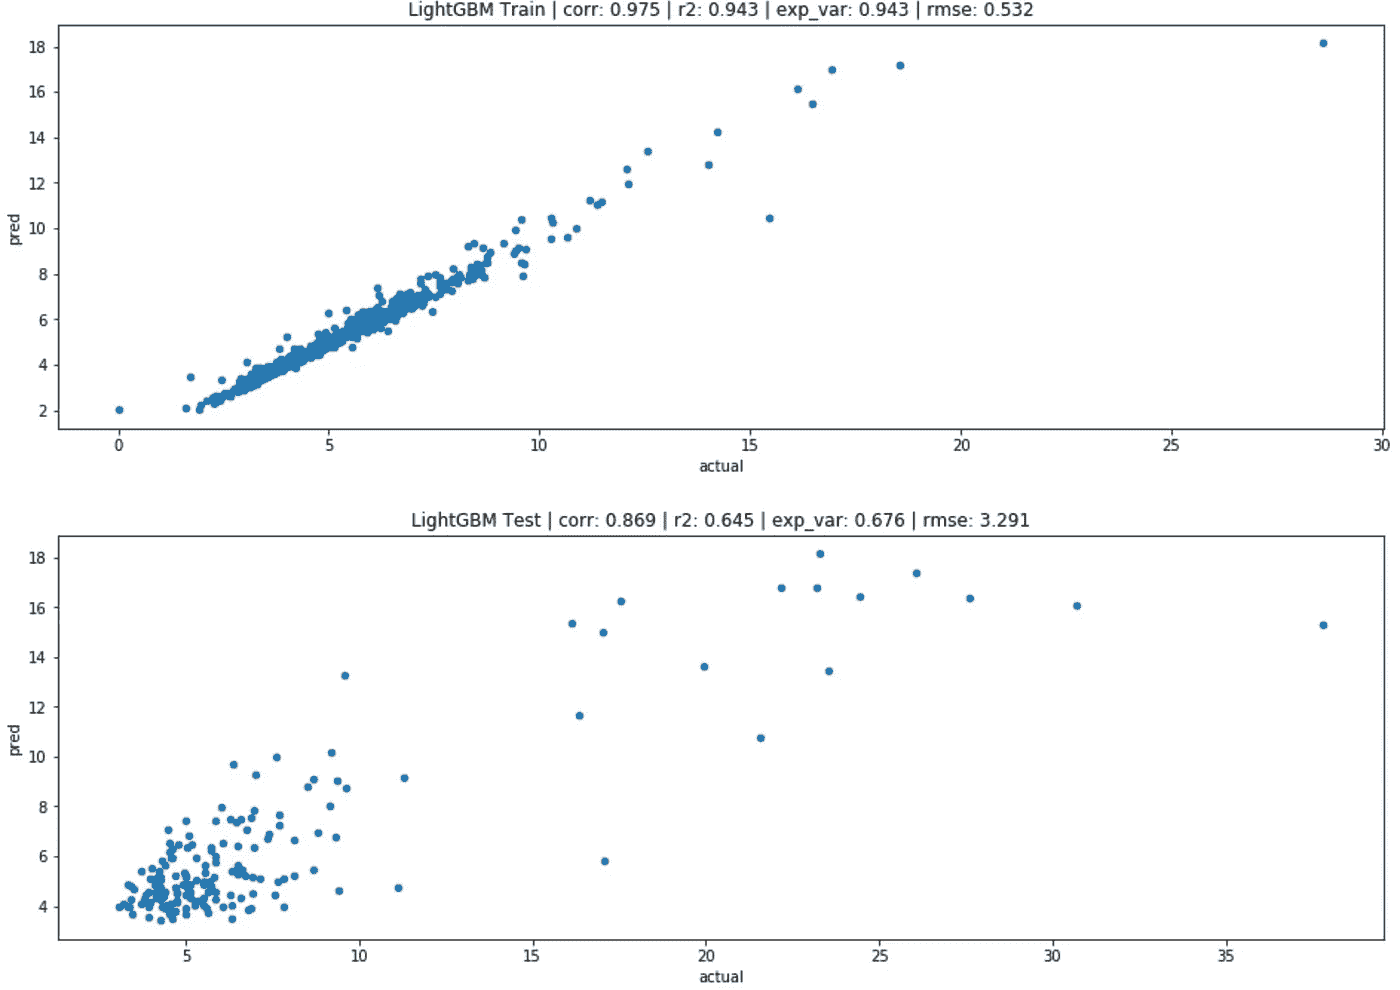 LightGBM Train | corr: 0.975 | r2: 0.943 | exp_var: 0.943 | rmse: 0.532
18
16
14
12
10
8
6
4
2
pred
0 5 10 15 20 25 30
actual
LightGBM Test | corr: 0.869 | r2: 0.645 | exp_var: 0.676 | rmse: 3.291
18
16
14
12
10
8
6
4
pred
5 10 15 20 25 30 35
actual